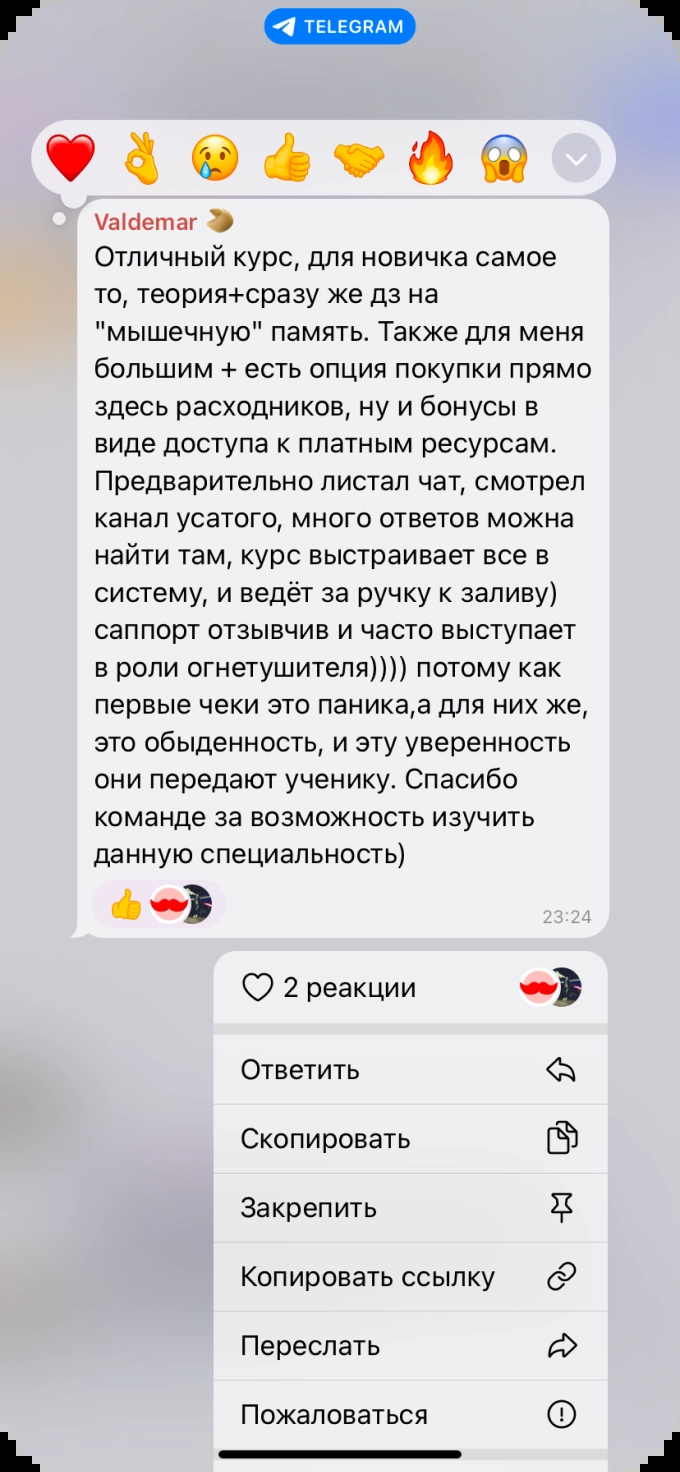 TELEGRAM
Valdemar
Отличный курс, для новичка самое
то, теория+сразу же дз на
"мышечную" память. Также для меня
большим + есть опция покупки прямо
здесь расходников, ну и бонусы в
виде доступа к платным ресурсам.
Предварительно листал чат, смотрел
канал усатого, много ответов можна
найти там, курс выстраивает все в
систему, и ведёт за ручку к заливу)
саппорт отзывчив и часто выступает
в роли огнетушителя)))) потому как
первые чеки это паника,а для них же,
это обыденность, и эту уверенность
они передают ученику. Спасибо
команде за возможность изучить
данную специальность)
23:24
2 реакции
Ответить
Скопировать
Закрепить
Копировать ссылку
Переслать
Пожаловаться